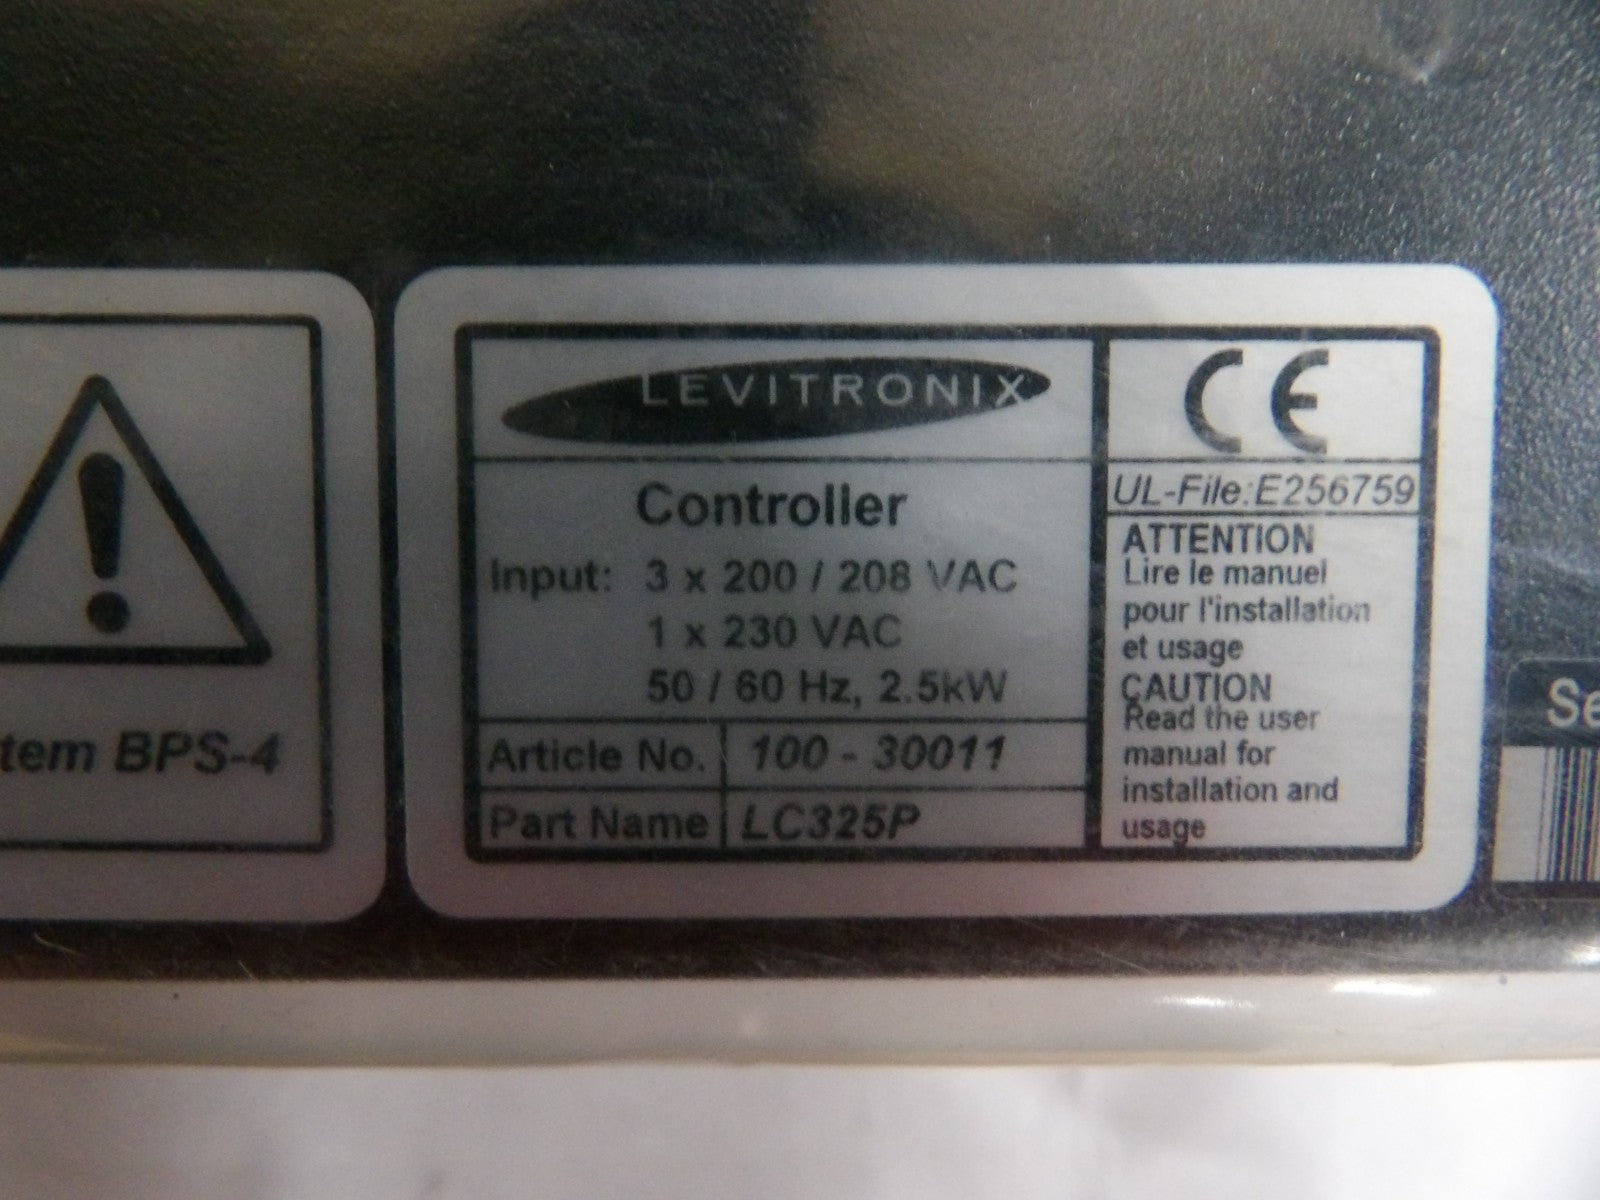 tem BPS-4
LEVITRONIX
Controller
Input: 3 x 200 / 208 VAC
1 x 230 VAC
50 / 60 Hz, 2.5kW
Article No. 100 - 30011
Part Name LC325P
CE
UL-File:E256759
ATTENTION
Lire le manuel
pour l'installation
et usage
CAUTION
Read the user
manual for
installation and
usage
Se